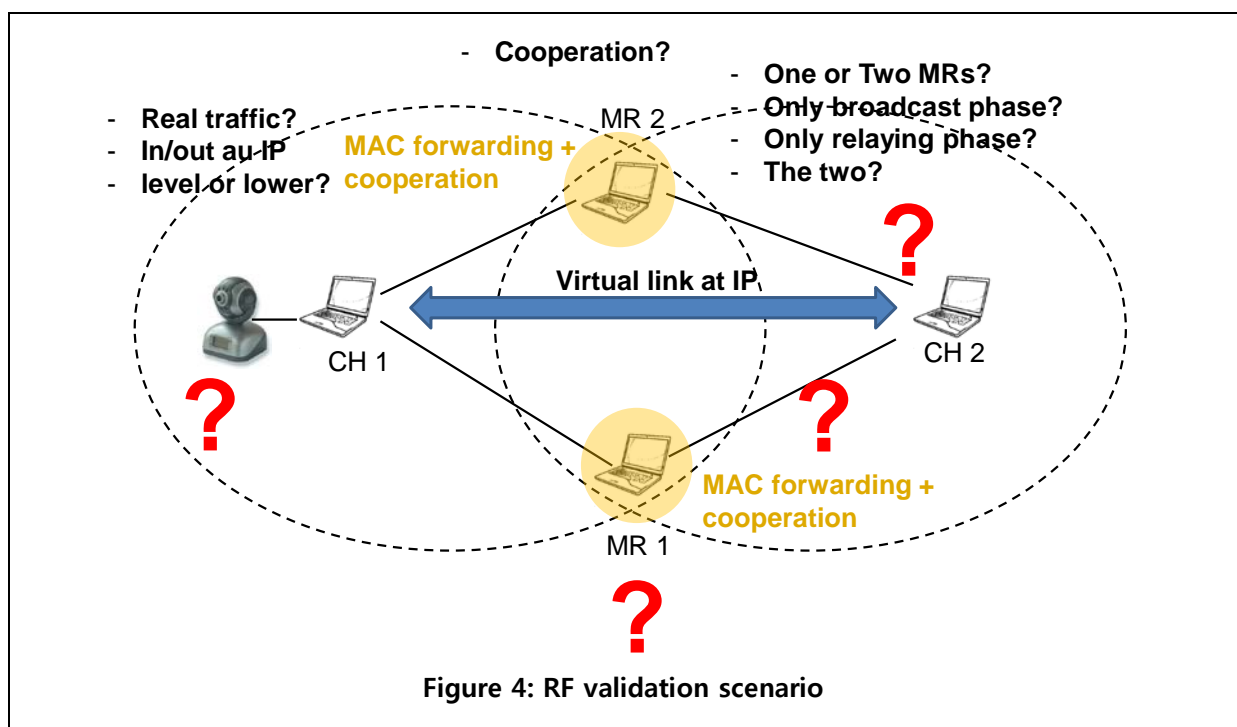 - Cooperation?
- One or Two MRs?
- Only broadcast phase?
- Only relaying phase?
- The two?
- Real traffic?
- In/out au IP
- level or lower?
MR 2
MAC forwarding +
cooperation
?
Virtual link at IP
CH 1
CH 2
?
?
MAC forwarding +
cooperation
MR 1
?
Figure 4: RF validation scenario